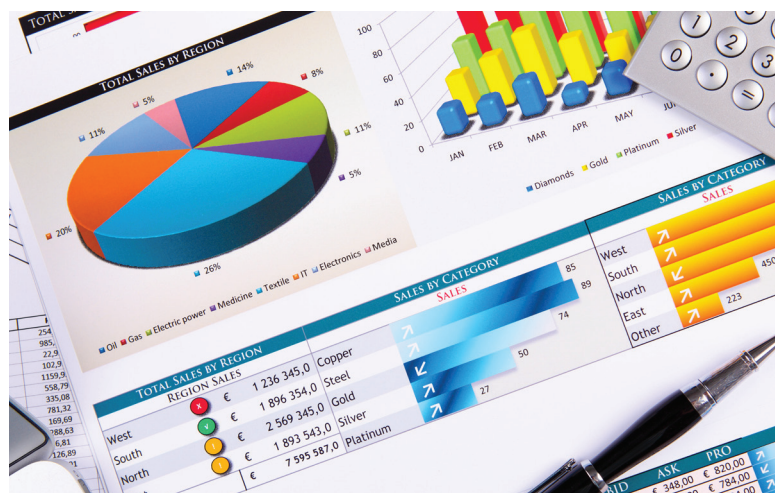 TOTAL SALES BY REGION
14%
8%
11%
5%
26%
20%
11%
5%
Oil Gas Electric power Medicine Textile IT Electronics Media
100
80
60
40
20
0
JAN FEB MAR APR MAY
Diamonds Gold Platinum Silver
0 1 2 3 . =
TOTAL SALES BY REGION
REGION SALES
West x € 1 236 345,0
South √ € 1 896 354,0
North ! € 2 569 345,0
! € 1 893 543,0
€ 7 595 587,0
SALES BY CATEGORY
SALES
Copper 85
Steel 89
Gold 74
Silver 50
Platinum 27
SALES BY CATEGORY
SALES
West
South
North 450
East 223
Other
985,
22,9
102,9
1159,9
558,79
335,08
781,32
169,69
6,81
126,89
ASK PRO
€ 348,00 € 820,00
€ 784,00